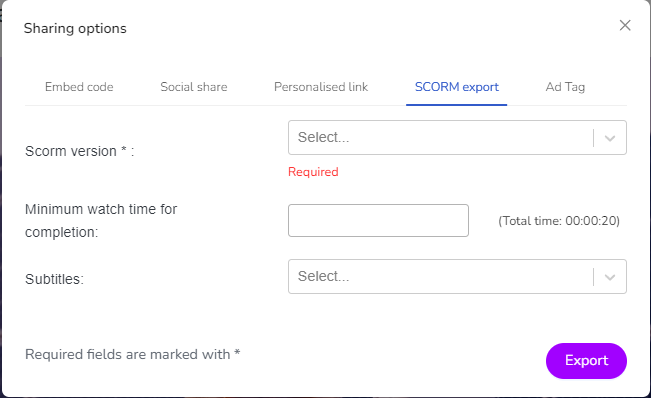 Sharing options
Embed code
Social share
Personalised link
SCORM export
Ad Tag
Scorm version * :
Select...
Required
Minimum watch time for
completion:
(Total time: 00:00:20)
Subtitles:
Select...
Required fields are marked with *
Export